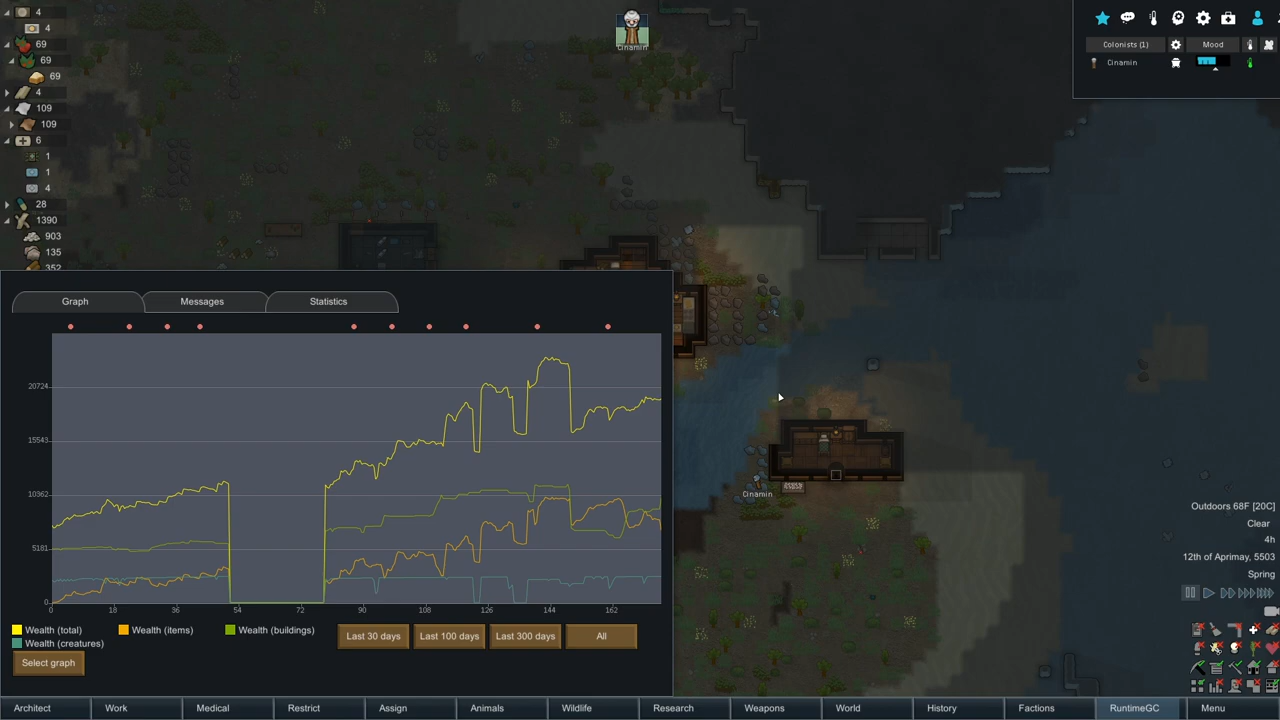 4
4
69
69
69
4
109
109
6
1
1
4
28
1390
903
135
352
Cinamin
Colonists (1)
Mood
Cinamin
Graph
Messages
Statistics
20724
15543
10362
5181
0
0
18
36
54
72
90
108
126
144
162
Wealth (total)
Wealth (items)
Wealth (buildings)
Wealth (creatures)
Last 30 days
Last 100 days
Last 300 days
All
Select graph
Cinamin
Outdoors 68F [20C]
Clear
4h
12th of Aprimay, 5503
Spring
Architect
Work
Medical
Restrict
Assign
Animals
Wildlife
Research
Weapons
World
History
Factions
RuntimeGC
Menu